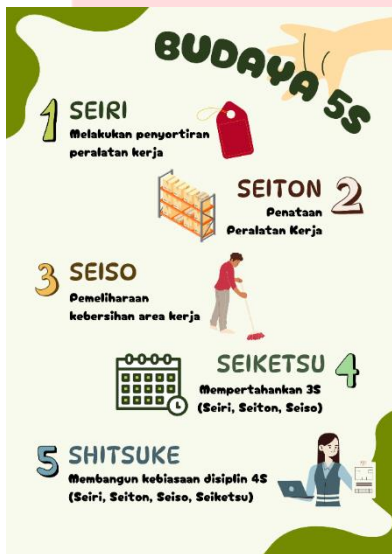 BUDAYA 5S
1 SEIRI
Melakukan penyortiran
peralatan kerja
SEITON 2
Penataan
Peralatan Kerja
3 SEISO
Pemeliharaan
kebersihan area kerja
SEIKETSU 4
Mempertahankan 3S
(Seiri, Seiton, Seiso)
5 SHITSUKE
Membangun kebiasaan disiplin 4S
(Seiri, Seiton, Seiso, Seiketsu)